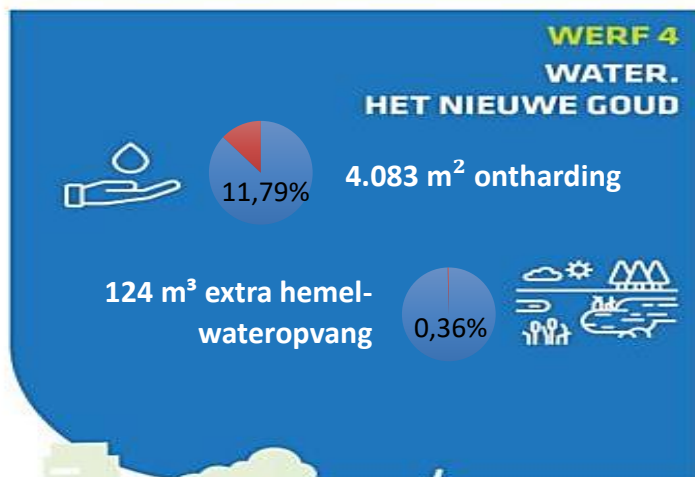 WERF 4
WATER.
HET NIEUWE GOUD
11,79%
4.083 m² ontharding
124 m³ extra hemel-
wateropvang
0,36%